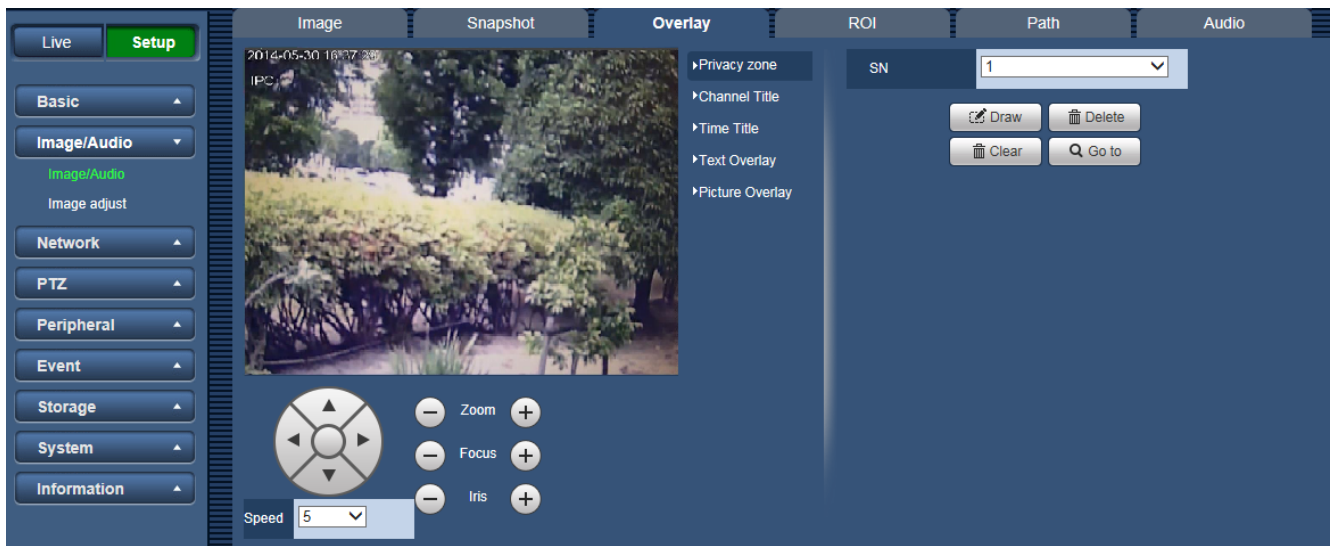 Live Setup
Basic
Image/Audio
Image/Audio
Image adjust
Network
PTZ
Peripheral
Event
Storage
System
Information
Image Snapshot Overlay ROI Path Audio
2014-05-30
IPC
Privacy zone
Channel Title
Time Title
Text Overlay
Picture Overlay
SN 1
Draw Delete
Clear Go to
Zoom
Focus
Iris
Speed 5